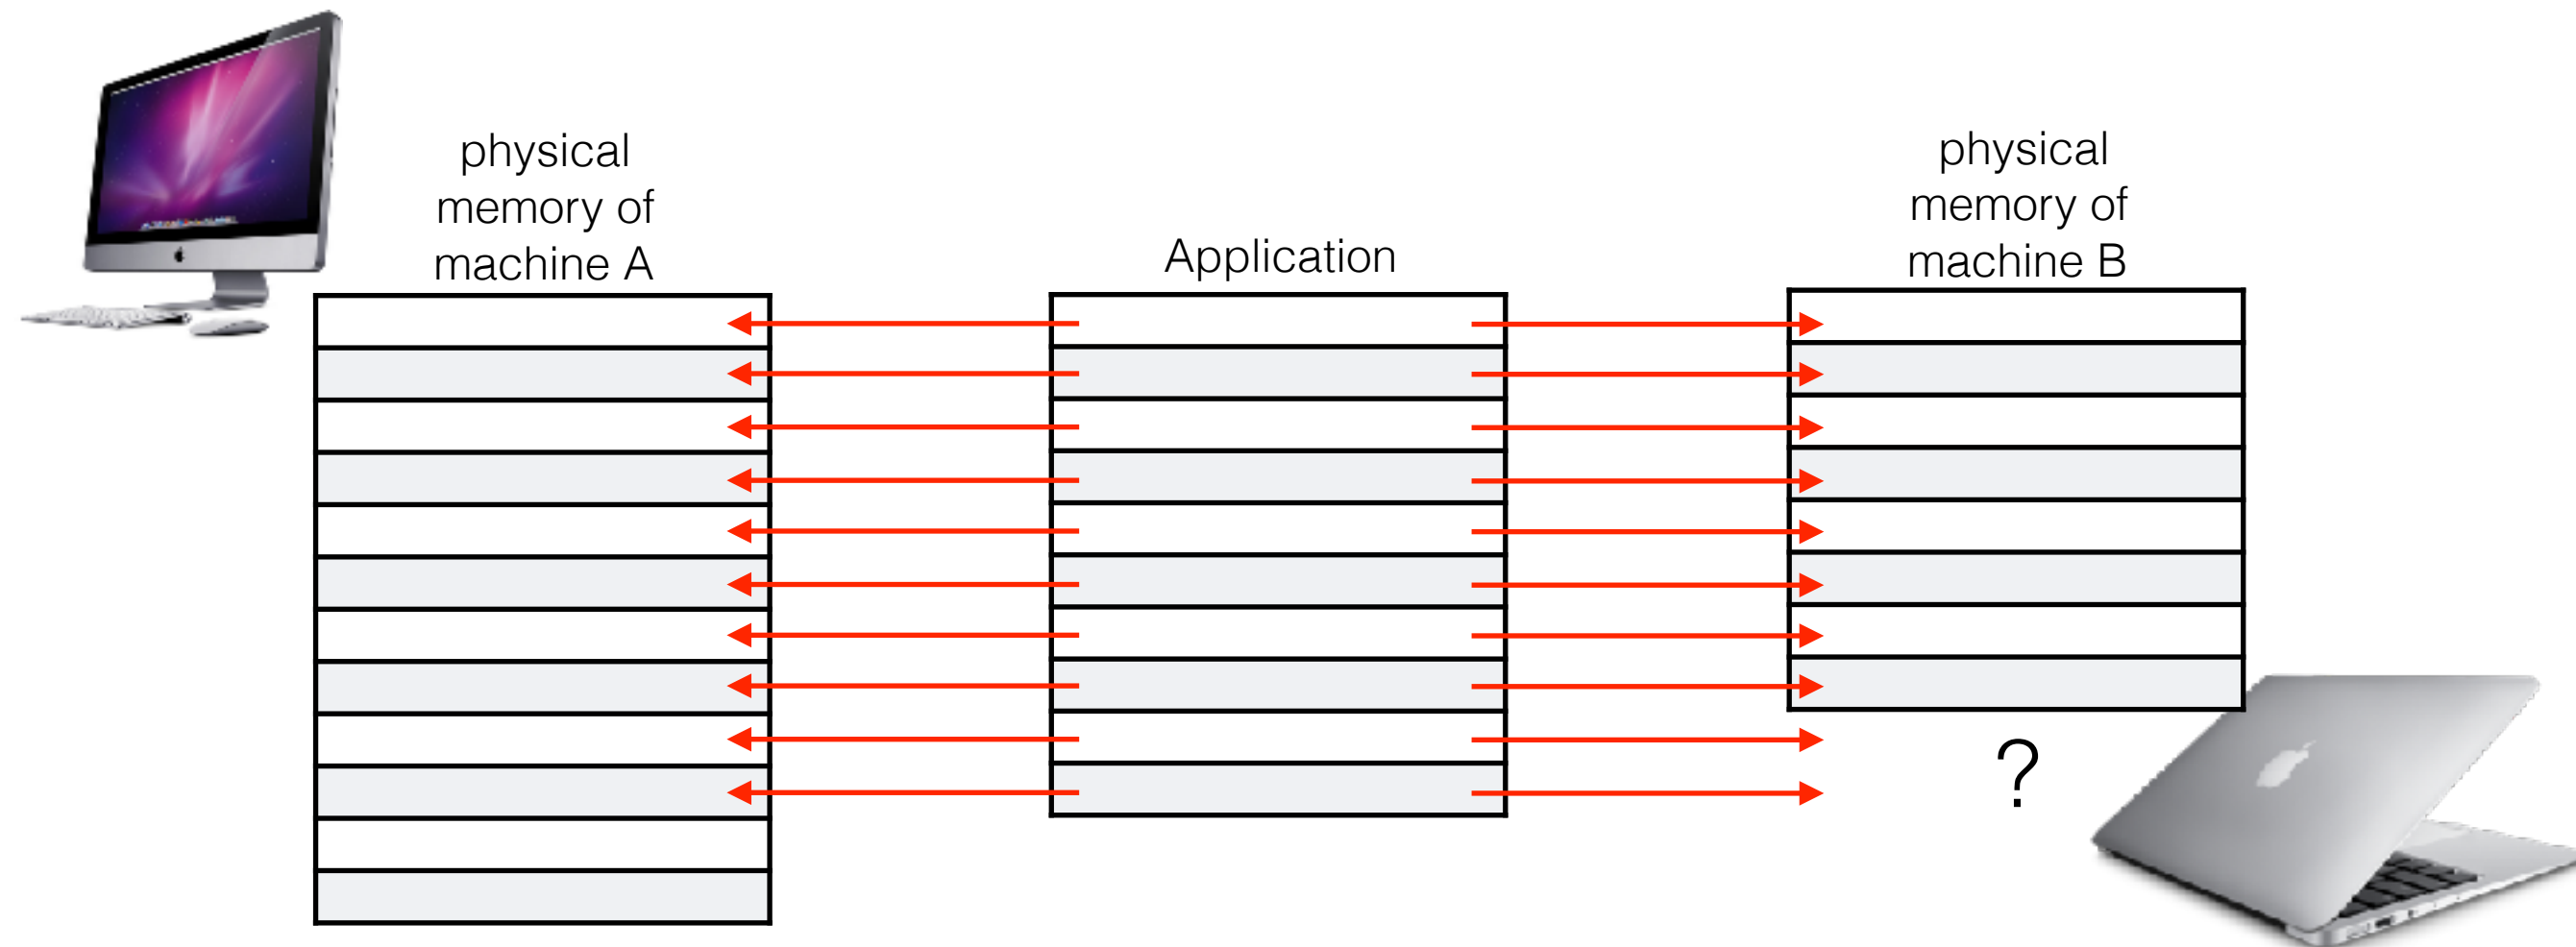 physical
memory of
machine A
Application
physical
memory of
machine B
?